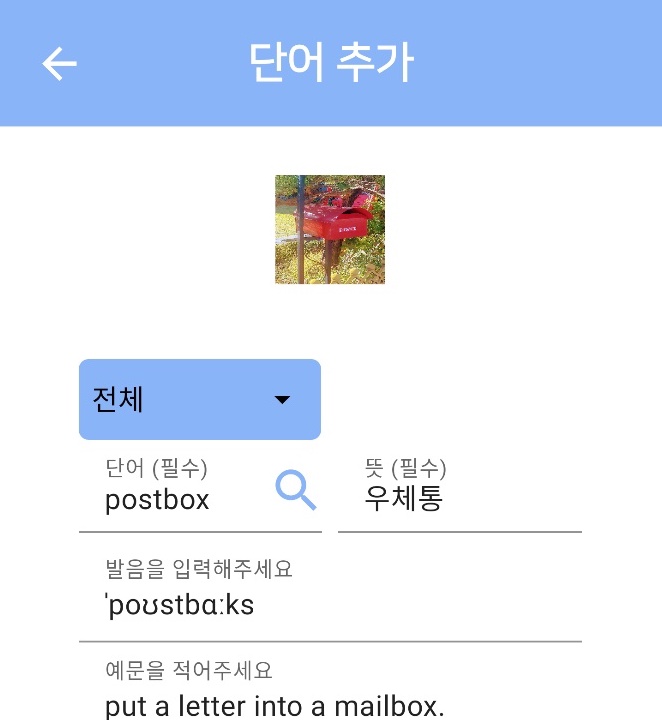 단어 추가
전체
단어 (필수)
뜻 (필수)
postbox
우체통
발음을 입력해주세요
ˈpoʊstbɑːks
예문을 적어주세요
put a letter into a mailbox.